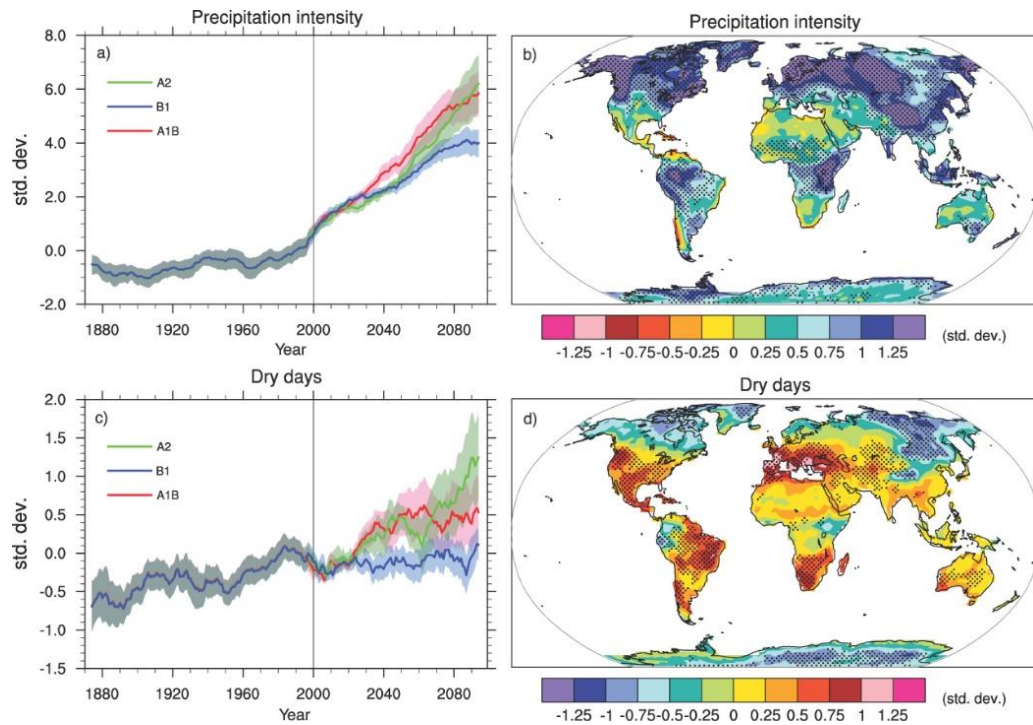 Precipitation intensity
a)
8.0
6.0
4.0
2.0
0.0
-2.0
std. dev.
A2
B1
A1B
1880 1920 1960 2000 2040 2080
Year
Precipitation intensity
b)
-1.25 -1 -0.75 -0.5 -0.25 0 0.25 0.5 0.75 1 1.25 (std. dev.)
Dry days
c)
2.0
1.5
1.0
0.5
0.0
-0.5
-1.0
-1.5
std. dev.
A2
B1
A1B
1880 1920 1960 2000 2040 2080
Year
Dry days
d)
-1.25 -1 -0.75 -0.5 -0.25 0 0.25 0.5 0.75 1 1.25 (std. dev.)